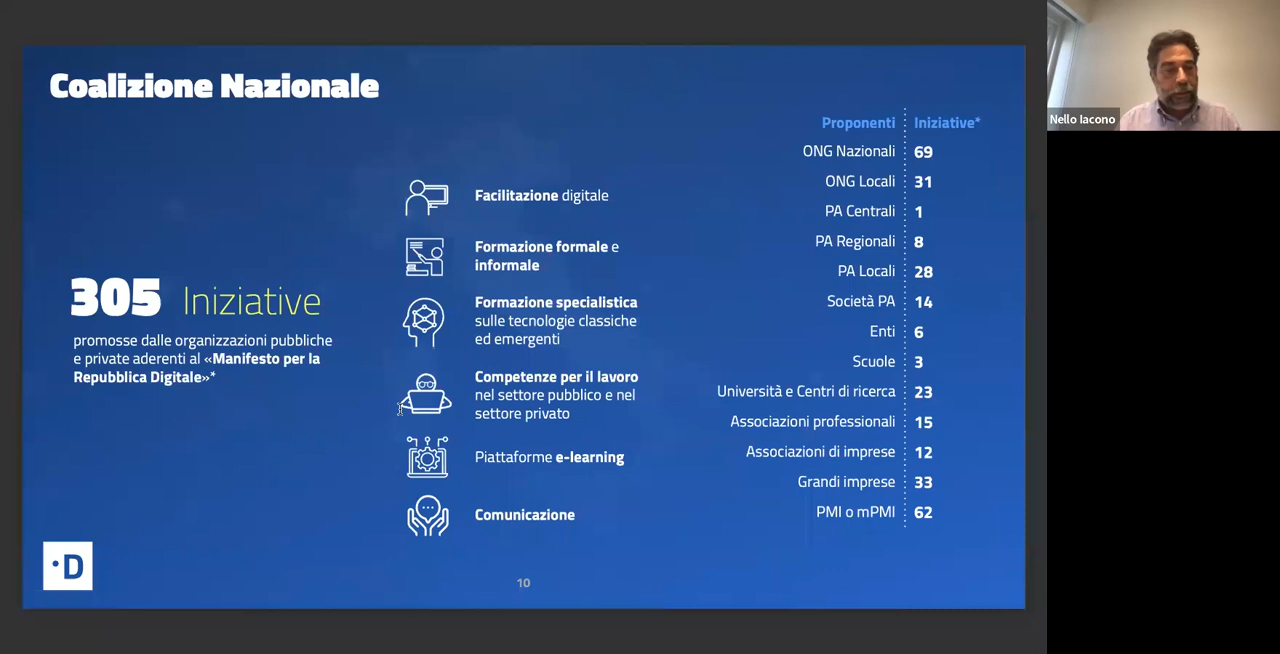 Coalizione Nazionale
305 Iniziative
promosse dalle organizzazioni pubbliche
e private aderenti al «Manifesto per la
Repubblica Digitale»*
Facilitazione digitale
Formazione formale e
informale
Formazione specialistica
sulle tecnologie classiche
ed emergenti
Competenze per il lavoro
nel settore pubblico e nel
settore privato
Piattaforme e-learning
Comunicazione
Proponenti Iniziative*
ONG Nazionali 69
ONG Locali 31
PA Centrali 1
PA Regionali 8
PA Locali 28
Società PA 14
Enti 6
Scuole 3
Università e Centri di ricerca 23
Associazioni professionali 15
Associazioni di imprese 12
Grandi imprese 33
PMI o mPMI 62
·D
10
Nello Iacono